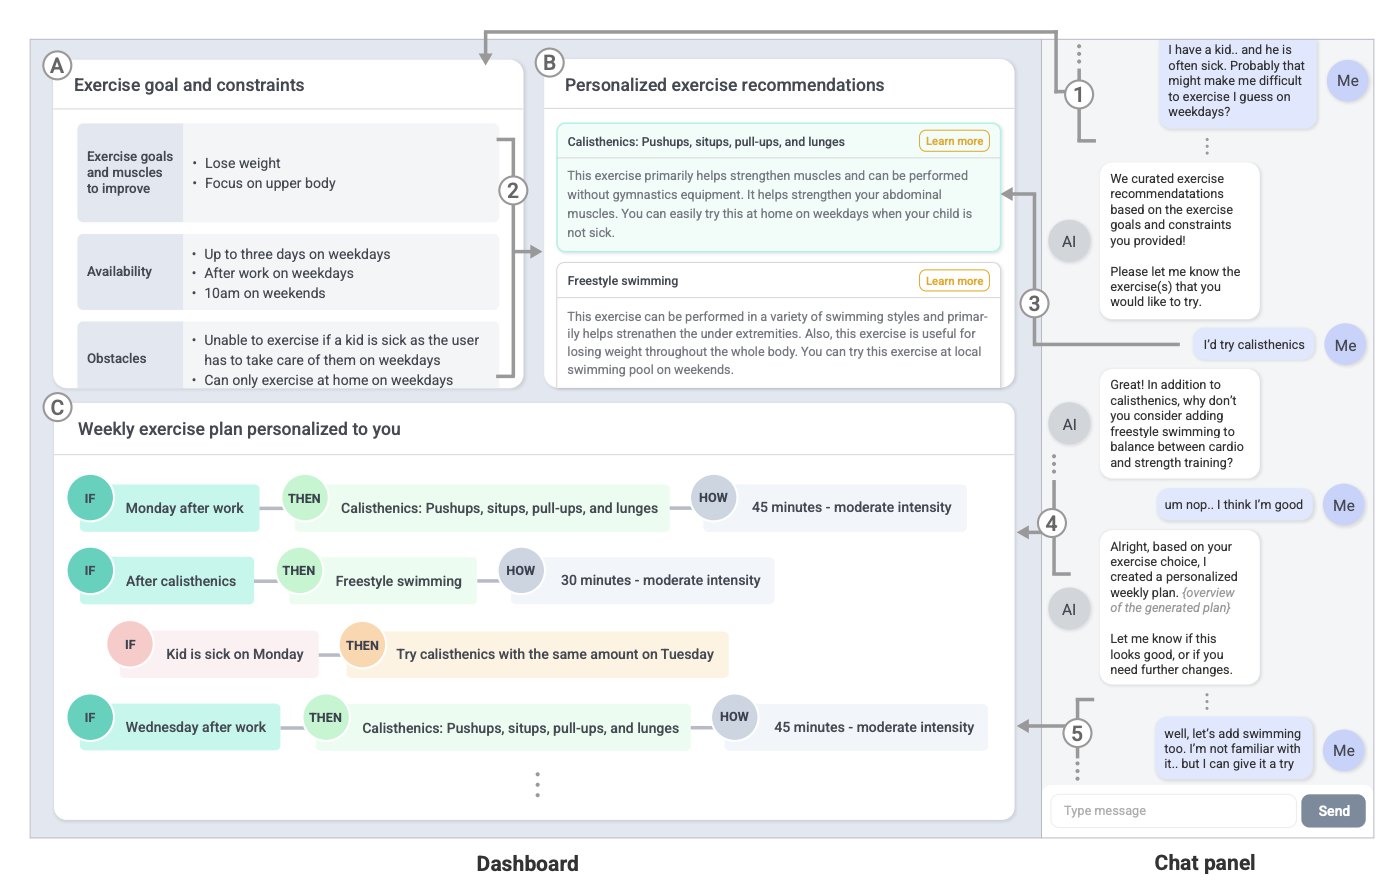 A
Exercise goal and constraints
Exercise goals
and muscles
to improve
• Lose weight
• Focus on upper body
Availability
• Up to three days on weekdays
• After work on weekdays
• 10am on weekends
Obstacles
• Unable to exercise if a kid is sick as the user
has to take care of them on weekdays
• Can only exercise at home on weekdays
2
B
Personalized exercise recommendations
Calisthenics: Pushups, situps, pull-ups, and lunges
Learn more
This exercise primarily helps strengthen muscles and can be performed
without gymnastics equipment. It helps strengthen your abdominal
muscles. You can easily try this at home on weekdays when your child is
not sick.
Freestyle swimming
Learn more
This exercise can be performed in a variety of swimming styles and primar-
ily helps strenathen the under extremities. Also, this exercise is useful for
losing weight throughout the whole body. You can try this exercise at local
swimming pool on weekends.
C
Weekly exercise plan personalized to you
IF
Monday after work
THEN
Calisthenics: Pushups, situps, pull-ups, and lunges
HOW
45 minutes - moderate intensity
IF
After calisthenics
THEN
Freestyle swimming
HOW
30 minutes - moderate intensity
IF
Kid is sick on Monday
THEN
Try calisthenics with the same amount on Tuesday
IF
Wednesday after work
THEN
Calisthenics: Pushups, situps, pull-ups, and lunges
HOW
45 minutes - moderate intensity
1
I have a kid.. and he is
often sick. Probably that
might make me difficult
to exercise I guess on
weekdays?
Me
AI
We curated exercise
recommendatations
based on the exercise
goals and constraints
you provided!
Please let me know the
exercise(s) that you
would like to try.
3
I'd try calisthenics
Me
AI
Great! In addition to
calisthenics, why don't
you consider adding
freestyle swimming to
balance between cardio
and strength training?
um nop.. I think I'm good
Me
4
AI
Alright, based on your
exercise choice, I
created a personalized
weekly plan. {overview
of the generated plan}
Let me know if this
looks good, or if you
need further changes.
5
well, let's add swimming
too. I'm not familiar with
it.. but I can give it a try
Me
Type message
Send
Dashboard
Chat panel